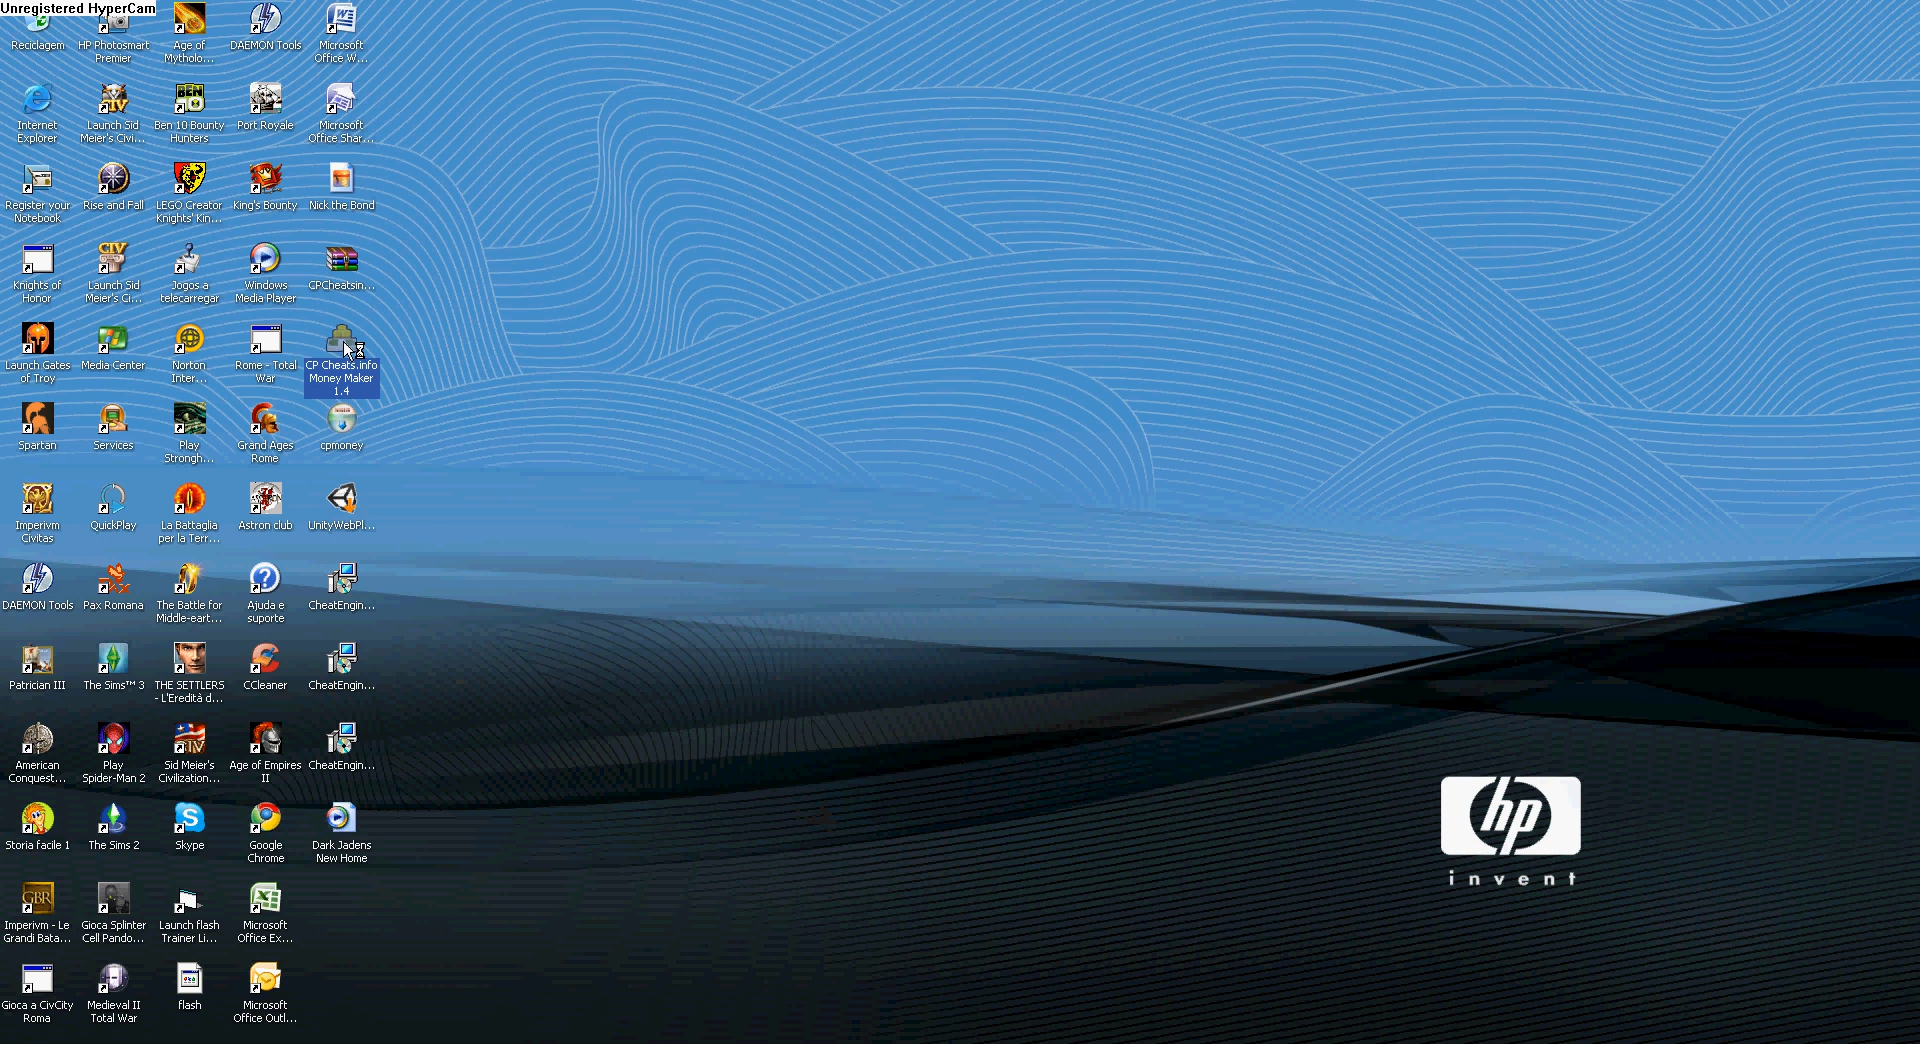 Unregistered HyperCam
Reciclagem
HP Photosmart
Premier
Age of
Mytholo...
DAEMON Tools
Microsoft
Office W...
Internet
Explorer
Launch Sid
Meier's Civi...
BEN
10
Ben 10 Bounty
Hunters
Port Royale
Microsoft
Office Shar...
Register your
Notebook
Rise and Fall
LEGO Creator
Knights' Kin...
King's Bounty
Nick the Bond
Knights of
Honor
CIV
Launch Sid
Meier's Ci...
Jogos a
telecarregar
Windows
Media Player
CPCheatsin...
Launch Gates
of Troy
Media Center
Norton
Inter...
Rome - Total
War
CP Cheats.info
Money Maker
1.4
Spartan
Services
Play
Strongh...
Grand Ages
Rome
cpmoney
Imperivm
Civitas
QuickPlay
La Battaglia
per la Terr...
Astron club
UnityWebPl...
DAEMON Tools
Pax Romana
The Battle for
Middle-eart...
Ajuda e
suporte
CheatEngin...
Patrician III
The Sims™ 3
THE SETTLERS
- L'Eredità d...
CCleaner
CheatEngin...
American
Conquest...
Play
Spider-Man 2
Sid Meier's
Civilization...
Age of Empires
II
CheatEngin...
Storia facile 1
The Sims 2
Skype
Google
Chrome
Dark Jadens
New Home
GBR
Imperivm - Le
Grandi Bata...
Gioca Splinter
Cell Pando...
Launch flash
Trainer Li...
Microsoft
Office Ex...
Gioca a CivCity
Roma
Medieval II
Total War
flash
Microsoft
Office Outl...
hp
invent